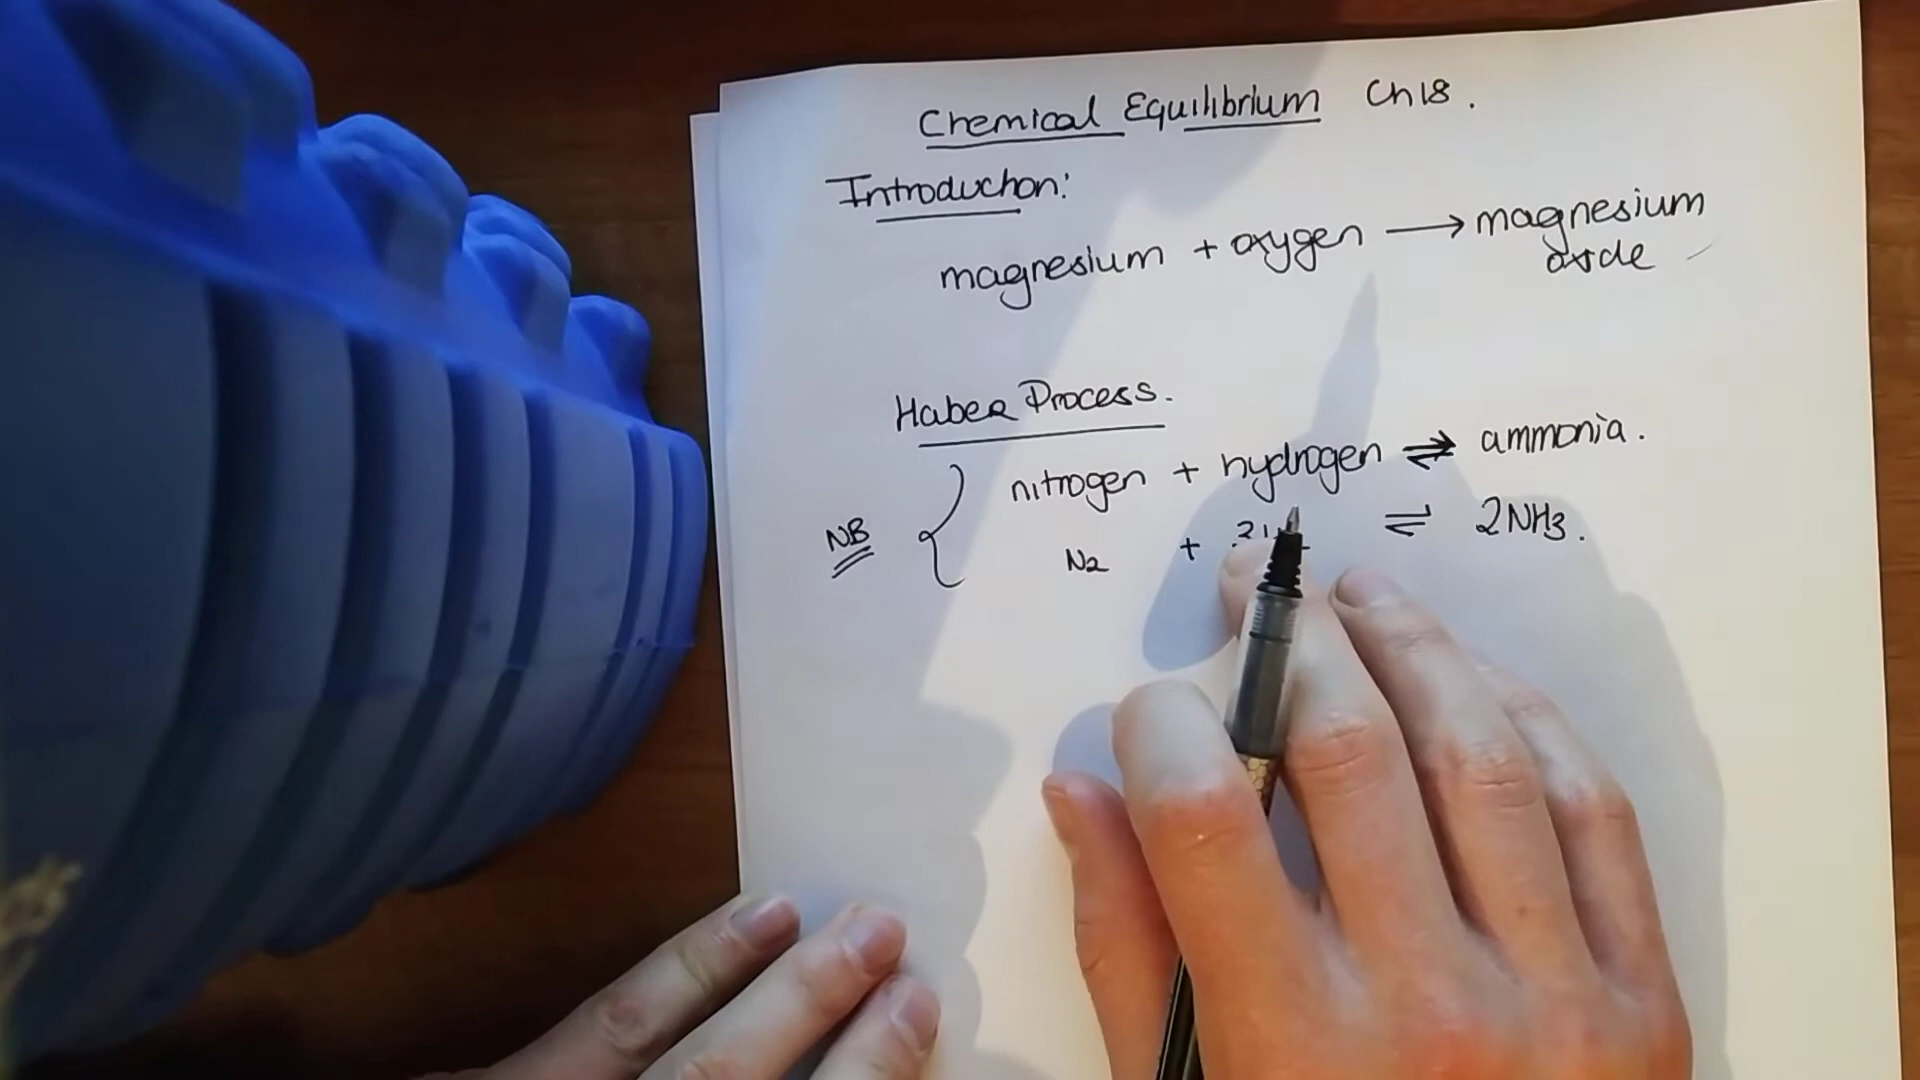 Chemical Equilibrium Ch18.
Introduction:
magnesium + oxygen ⟶ magnesium
oxide
Haber Process.
nitrogen + hydrogen ⇌ ammonia.
NB
N2 + ⇌ 2NH3.